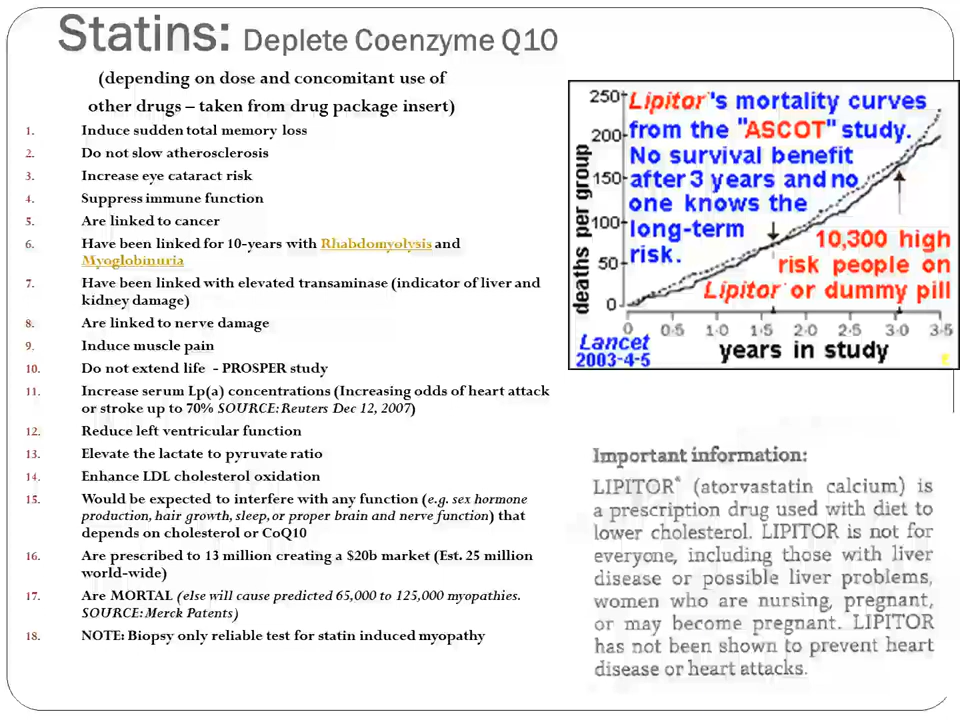 Statins: Deplete Coenzyme Q10
(depending on dose and concomitant use of
other drugs – taken from drug package insert)
1. Induce sudden total memory loss
2. Do not slow atherosclerosis
3. Increase eye cataract risk
4. Suppress immune function
5. Are linked to cancer
6. Have been linked for 10-years with Rhabdomyolysis and
Myoglobinuria
7. Have been linked with elevated transaminase (indicator of liver and
kidney damage)
8. Are linked to nerve damage
9. Induce muscle pain
10. Do not extend life - PROSPER study
11. Increase serum Lp(a) concentrations (Increasing odds of heart attack
or stroke up to 70% SOURCE: Reuters Dec 12, 2007)
12. Reduce left ventricular function
13. Elevate the lactate to pyruvate ratio
14. Enhance LDL cholesterol oxidation
15. Would be expected to interfere with any function (e.g. sex hormone
production, hair growth, sleep, or proper brain and nerve function) that
depends on cholesterol or CoQ10
16. Are prescribed to 13 million creating a $20b market (Est. 25 million
world-wide)
17. Are MORTAL (else will cause predicted 65,000 to 125,000 myopathies.
SOURCE: Merck Patents)
18. NOTE: Biopsy only reliable test for statin induced myopathy
Lipitor's mortality curves
from the "ASCOT" study.
No survival benefit
after 3 years and no
one knows the
long-term
risk.
10,300 high
risk people on
Lipitor or dummy pill
deaths per group
250
200
150
100
50
0
0 0.5 1.0 1.5 2.0 2.5 3.0 3.5
years in study
Lancet
2003-4-5
Important information:
LIPITOR® (atorvastatin calcium) is
a prescription drug used with diet to
lower cholesterol. LIPITOR is not for
everyone, including those with liver
disease or possible liver problems,
women who are nursing, pregnant,
or may become pregnant. LIPITOR
has not been shown to prevent heart
disease or heart attacks.